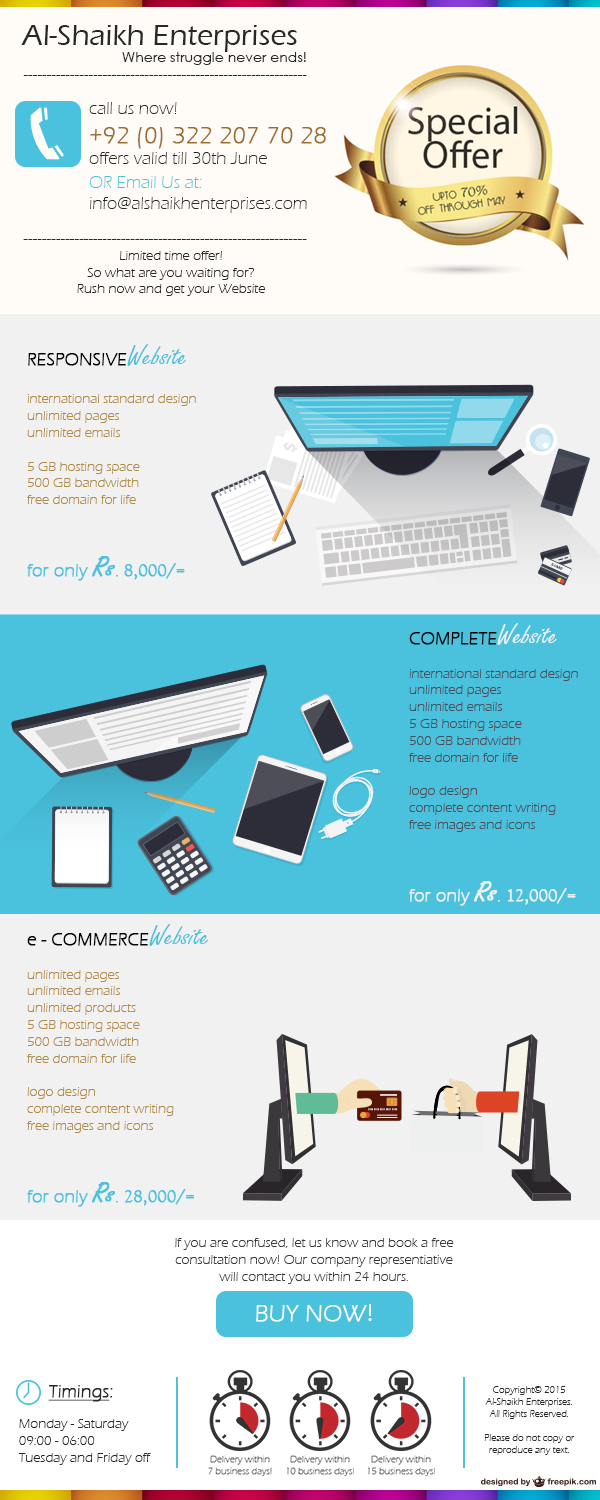 Al-Shaikh Enterprises
Where struggle never ends!
call us now!
+92 (0) 322 207 70 28
offers valid till 30th June
OR Email Us at:
info@alshaikhenterprises.com
Special
Offer
UPTO 70%
OFF THROUGH MAY
Limited time offer!
So what are you waiting for?
Rush now and get your Website
RESPONSIVE Website
international standard design
unlimited pages
unlimited emails
5 GB hosting space
500 GB bandwidth
free domain for life
for only Rs. 8,000/=
COMPLETE Website
international standard design
unlimited pages
unlimited emails
5 GB hosting space
500 GB bandwidth
free domain for life
logo design
complete content writing
free images and icons
for only Rs. 12,000/=
e - COMMERCE Website
unlimited pages
unlimited emails
unlimited products
5 GB hosting space
500 GB bandwidth
free domain for life
logo design
complete content writing
free images and icons
for only Rs. 28,000/=
If you are confused, let us know and book a free
consultation now! Our company representiative
will contact you within 24 hours.
BUY NOW!
Timings:
Monday - Saturday
09:00 - 06:00
Tuesday and Friday off
Delivery within
7 business days!
Delivery within
10 business days!
Delivery within
15 business days!
Copyright© 2015
Al-Shaikh Enterprises.
All Rights Reserved.
Please do not copy or
reproduce any text.
designed by freepik.com